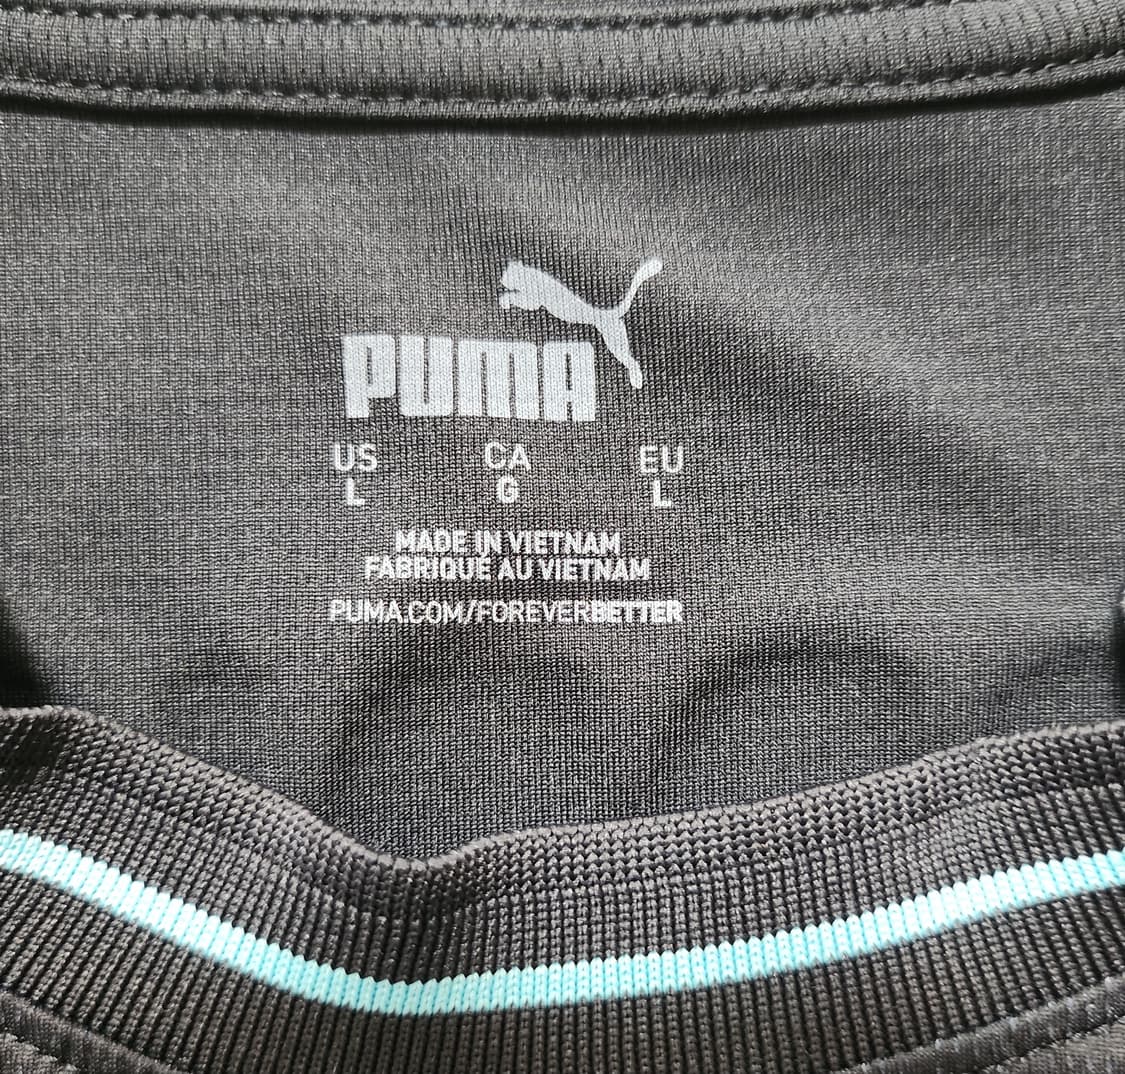 PUMA
US CA EU
L G L
MADE IN VIETNAM
FABRIQUÉ AU VIETNAM
PUMA.COM/FOREVERBETTER